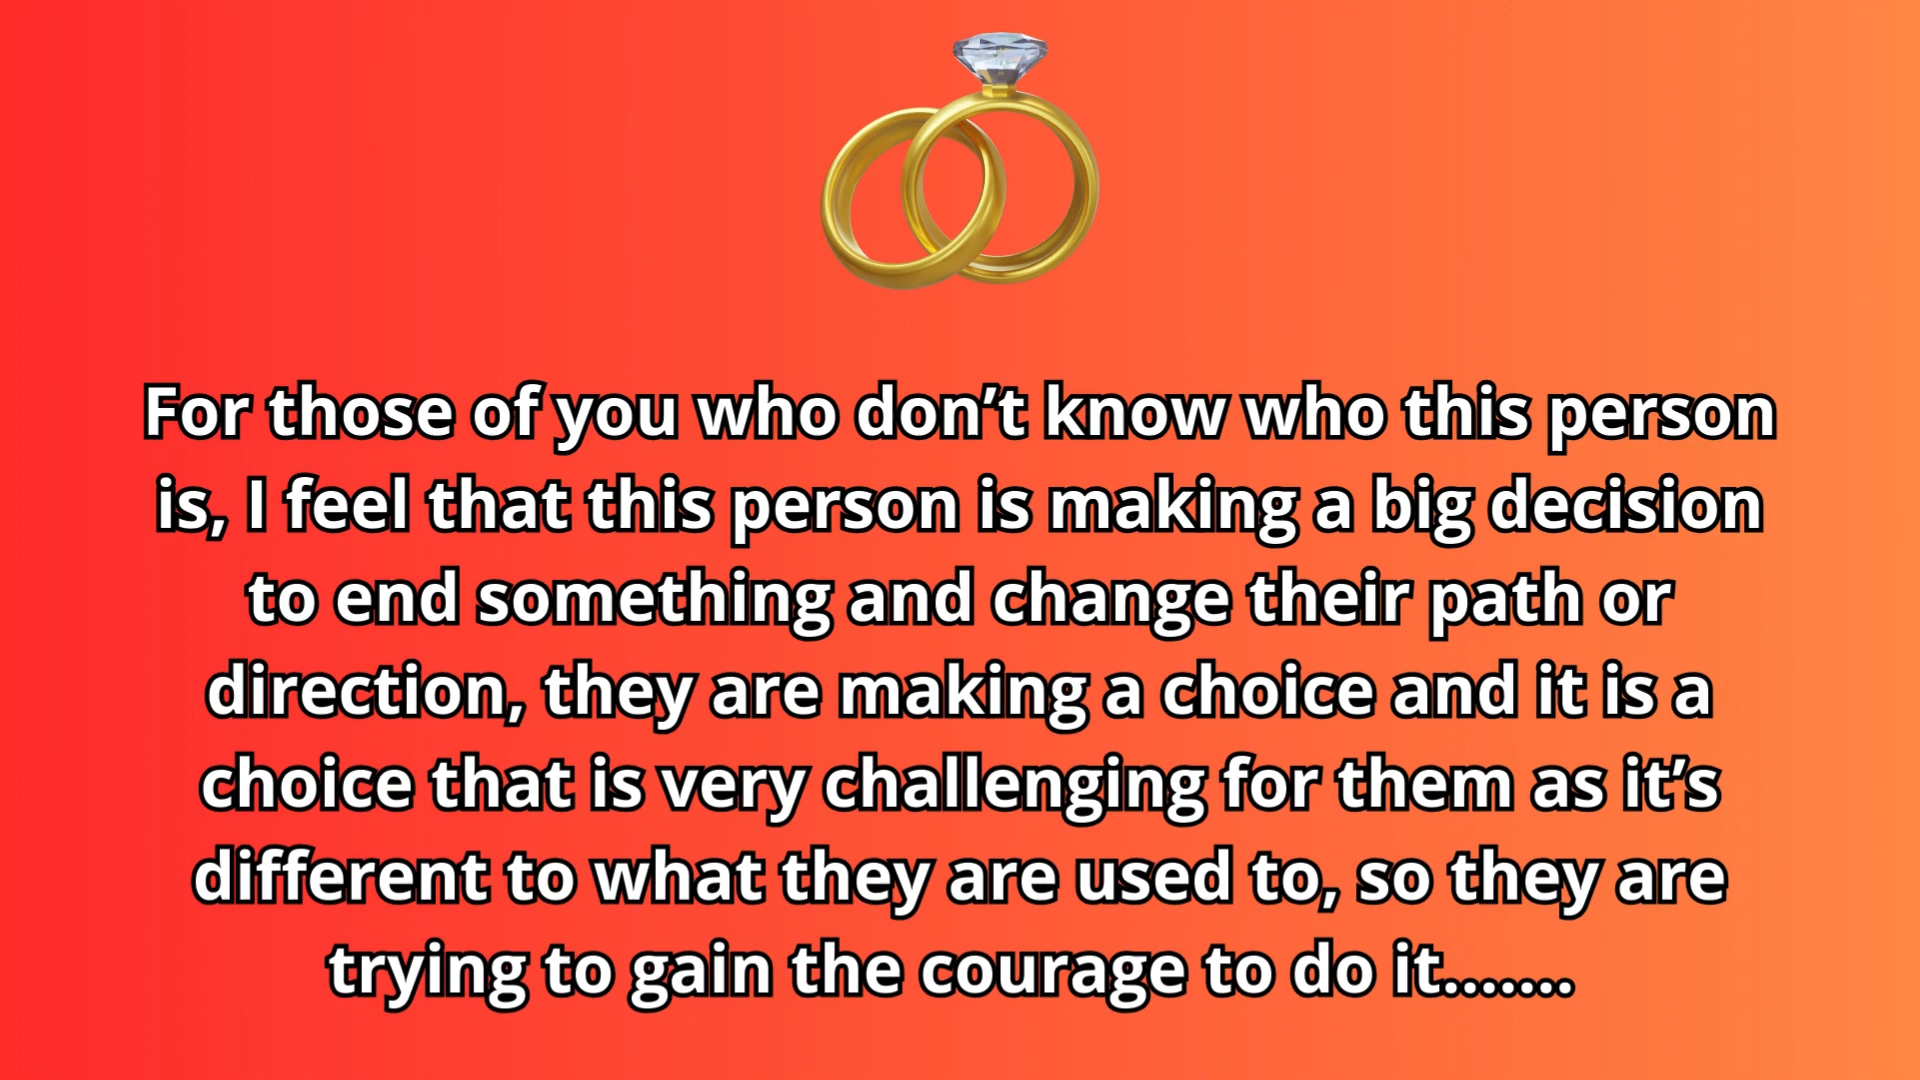 For those of you who don’t know who this person
is, I feel that this person is making a big decision
to end something and change their path or
direction, they are making a choice and it is a
choice that is very challenging for them as it’s
different to what they are used to, so they are
trying to gain the courage to do it.......